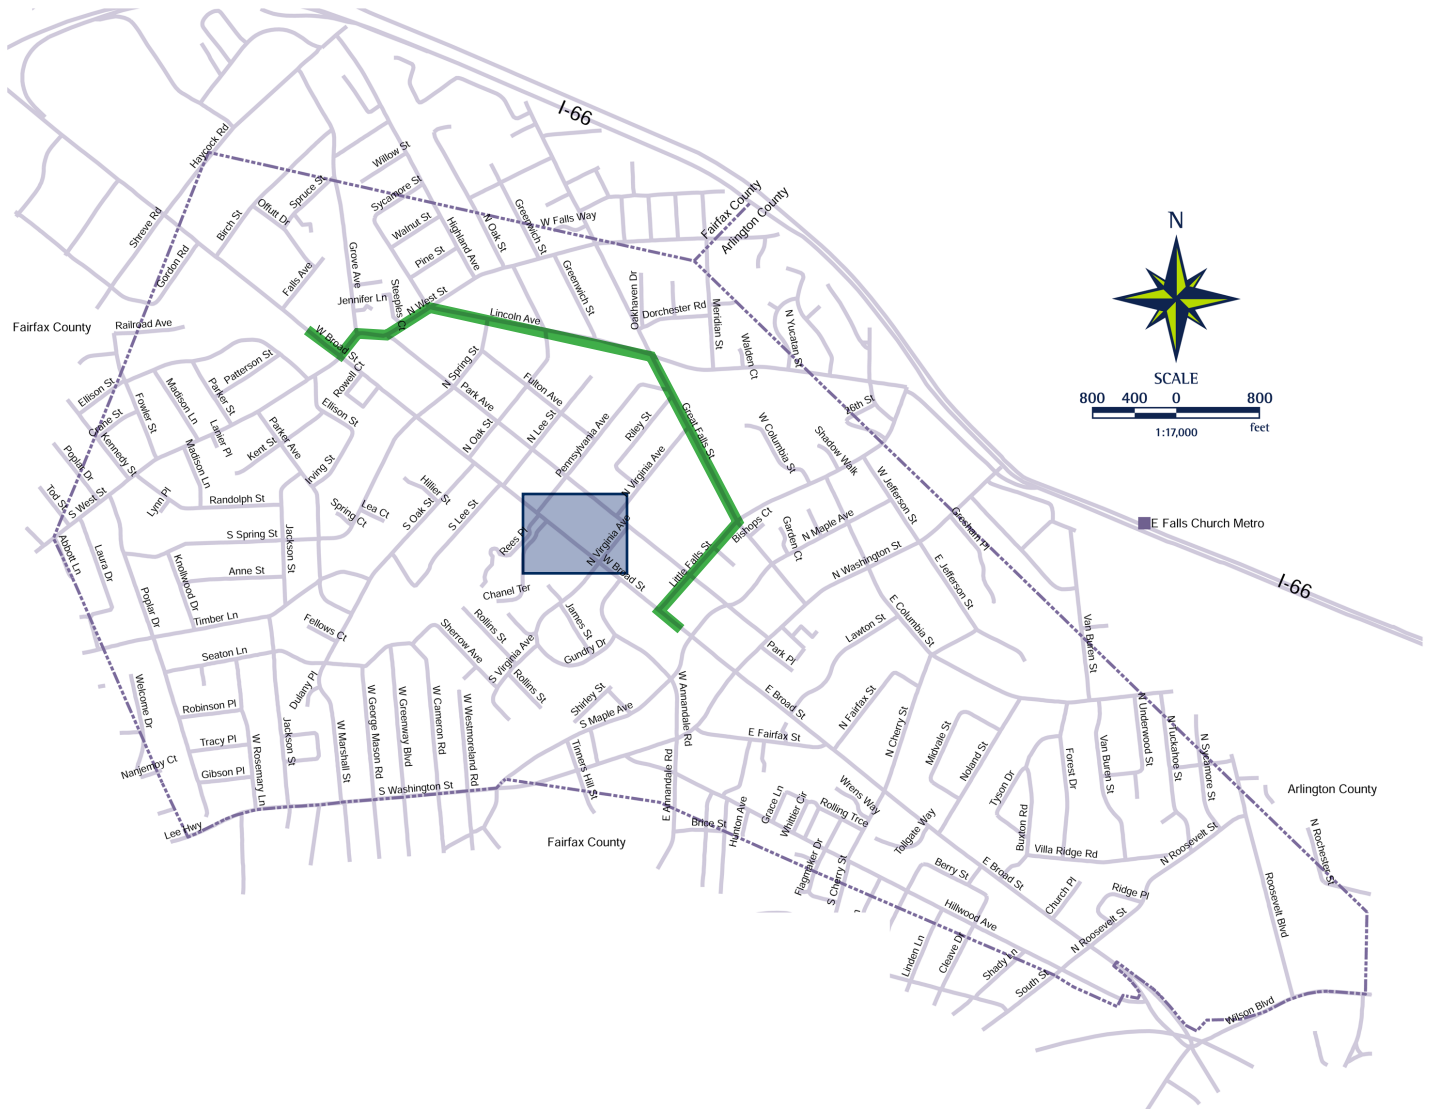 I-66
Haycock Rd
Willow St
Fairfax County
Arlington County
Spruce St
Sycamore St
Offutt Dr
Shreve Rd
Birch St
Walnut St
Highland Ave
N Oak St
Greenwich St
W Falls Way
N
Gordon Rd
Grove Ave
Pine St
Falls Ave
Steeples Ct
Greenwich St
Oakhaven Dr
Jennifer Ln
N West St
Dorchester Rd
Meridian St
Fairfax County
Railroad Ave
Lincoln Ave
N Yucatan St
W Broad St
Walden Ct
SCALE
800 400 0 800
feet
1:17,000
Patterson St
Rowell Ct
N Spring St
Park Ave
Fulton Ave
Ellison St
Madison Ln
Parker St
Ellison St
26th St
Crane St
Fowler St
Lanier Pl
Parker Ave
N Oak St
N Lee St
Pennsylvania Ave
Riley St
Great Falls St
W Columbia St
Shadow Walk
Kennedy St
Kent St
Poplar Dr
Madison Ln
Irving St
N Virginia Ave
W Jefferson St
Tod St
S West St
Lynn Pl
Randolph St
Hillier St
Spring Ct
Lea Ct
S Oak St
S Lee St
Bishops Ct
Garden Ct
N Maple Ave
Gresham Pl
E Falls Church Metro
Abbott Ln
Laura Dr
S Spring St
Jackson St
Rees Pl
N Virginia Ave
W Broad St
Little Falls St
N Washington St
E Jefferson St
I-66
Knollwood Dr
Anne St
Poplar Dr
Timber Ln
Chanel Ter
Fellows Ct
Rollins St
James St
E Columbia St
Lawton St
Van Buren St
Seaton Ln
Sherrow Ave
S Virginia Ave
Gundry Dr
Park Pl
Welcome Dr
Robinson Pl
Dulany Pl
Rollins St
Shirley St
S Maple Ave
W Annandale Rd
E Broad St
N Fairfax St
Tracy Pl
W Rosemary Ln
Jackson St
W Marshall St
W George Mason Rd
W Greenway Blvd
W Cameron Rd
W Westmoreland Rd
E Fairfax St
N Cherry St
Midvale St
Noland St
N Underwood St
N Tuckahoe St
N Sycamore St
Nanjemoy Ct
Gibson Pl
S Washington St
Tinners Hill St
E Annandale Rd
Wrens Way
Tyson Dr
Forest Dr
Van Buren St
Arlington County
Lee Hwy
Fairfax County
Brice St
Hunton Ave
Grace Ln
Whittier Cir
Rolling Trce
Tollgate Way
Buxton Rd
Villa Ridge Rd
N Roosevelt St
N Rochester St
Flagmaker Dr
S Cherry St
Berry St
E Broad St
Church Pl
Ridge Pl
Roosevelt Blvd
Hillwood Ave
N Roosevelt St
Linden Ln
Cleave Dr
Shady Ln
South St
Wilson Blvd